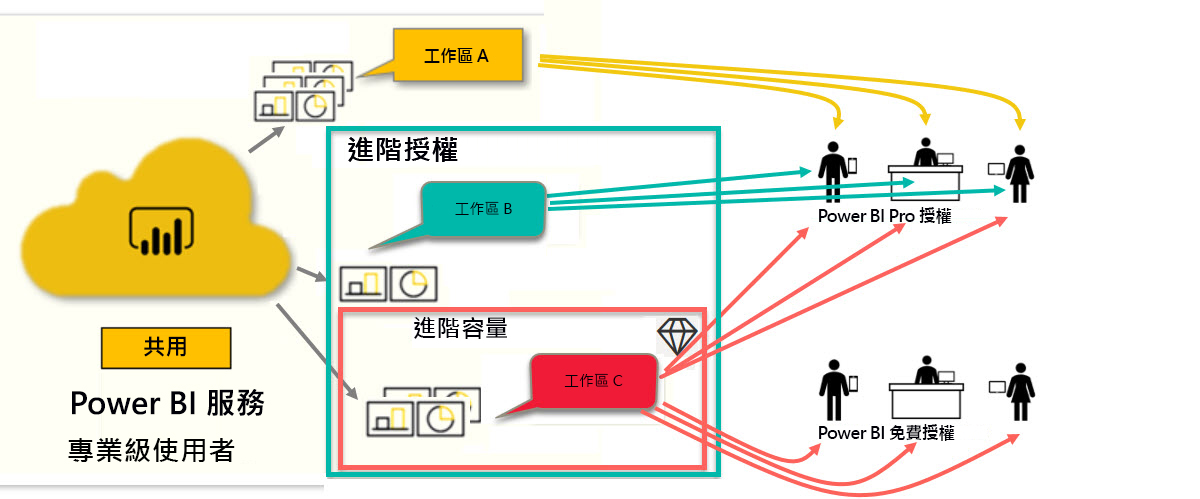 工作區 A
進階授權
工作區 B
Power BI Pro 授權
進階容量
共用
工作區 C
Power BI 服務
專業級使用者
Power BI 免費授權